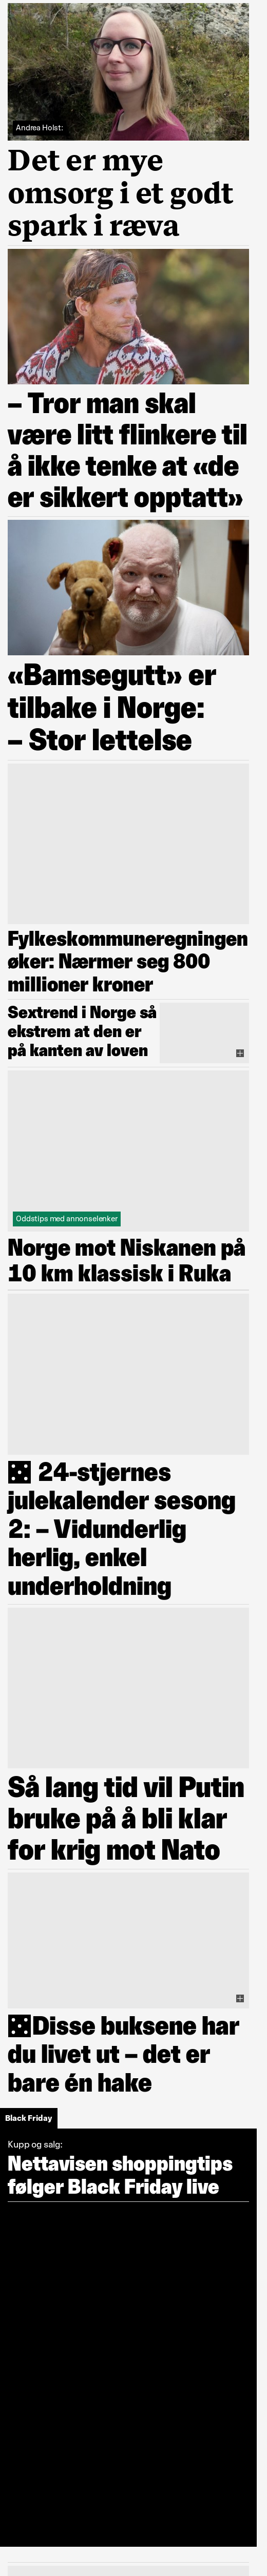 Andrea Holst:
Det er mye
omsorg i et godt
spark i ræva
– Tror man skal
være litt flinkere til
å ikke tenke at «de
er sikkert opptatt»
«Bamsegutt» er
tilbake i Norge:
– Stor lettelse
Fylkeskommuneregningen
øker: Nærmer seg 800
millioner kroner
Sextrend i Norge så
ekstrem at den er
på kanten av loven
Oddstips med annonselenker
Norge mot Niskanen på
10 km klassisk i Ruka
24-stjernes
julekalender sesong
2: – Vidunderlig
herlig, enkel
underholdning
Så lang tid vil Putin
bruke på å bli klar
for krig mot Nato
Disse buksene har
du livet ut – det er
bare én hake
Black Friday
Kupp og salg:
Nettavisen shoppingtips
følger Black Friday live